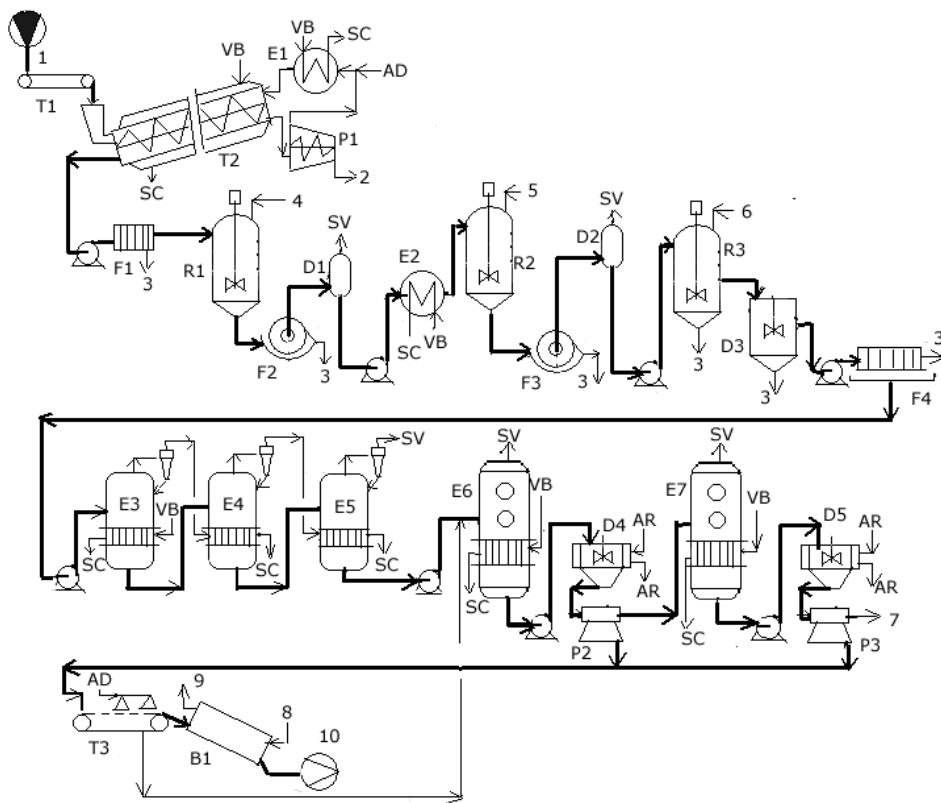 VB SC
E1
1
VB
AD
T1
P1
T2
2
SC
4
5
6
SV
SV
F1
R1
D1
E2
R2
D2
R3
3
SC VB
D3
F2
3
F3
3
3
3
3
F4
SV
SV
SV
E3
VB
E4
E5
E6
VB
D4
AR
E7
VB
D5
AR
SC
SC
SC
SC
AR
AR
7
SC
P2
P3
AD
9
8
10
T3
B1